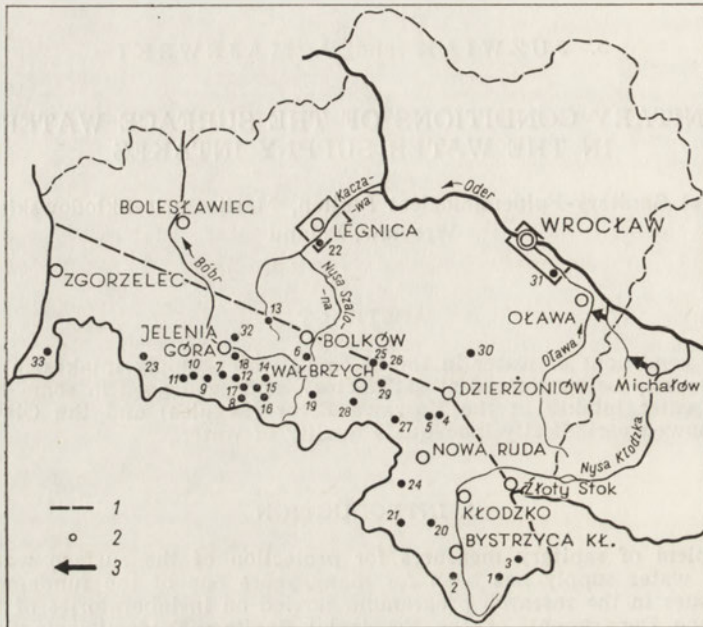 Oder
BOLESŁAWIEC
Kacza-
wa
LEGNICA
WROCŁAW
22
ZGORZELEC
Bóbr
Nysa Szalo-
na
31
OŁAWA
13
32
JELENIA
GÓRA
BOLKÓW
6
33
23
18
WAŁBRZYCH
25
26
30
Oława
Michałów
11
10
9
7
12
14
15
17
16
19
28
29
DZIERŻONIÓW
27
5
4
NOWA RUDA
Nysa Kłodzka
24
Złoty Stok
KŁODZKO
21
20
BYSTRZYCA KŁ.
3
2
1
1
2
3